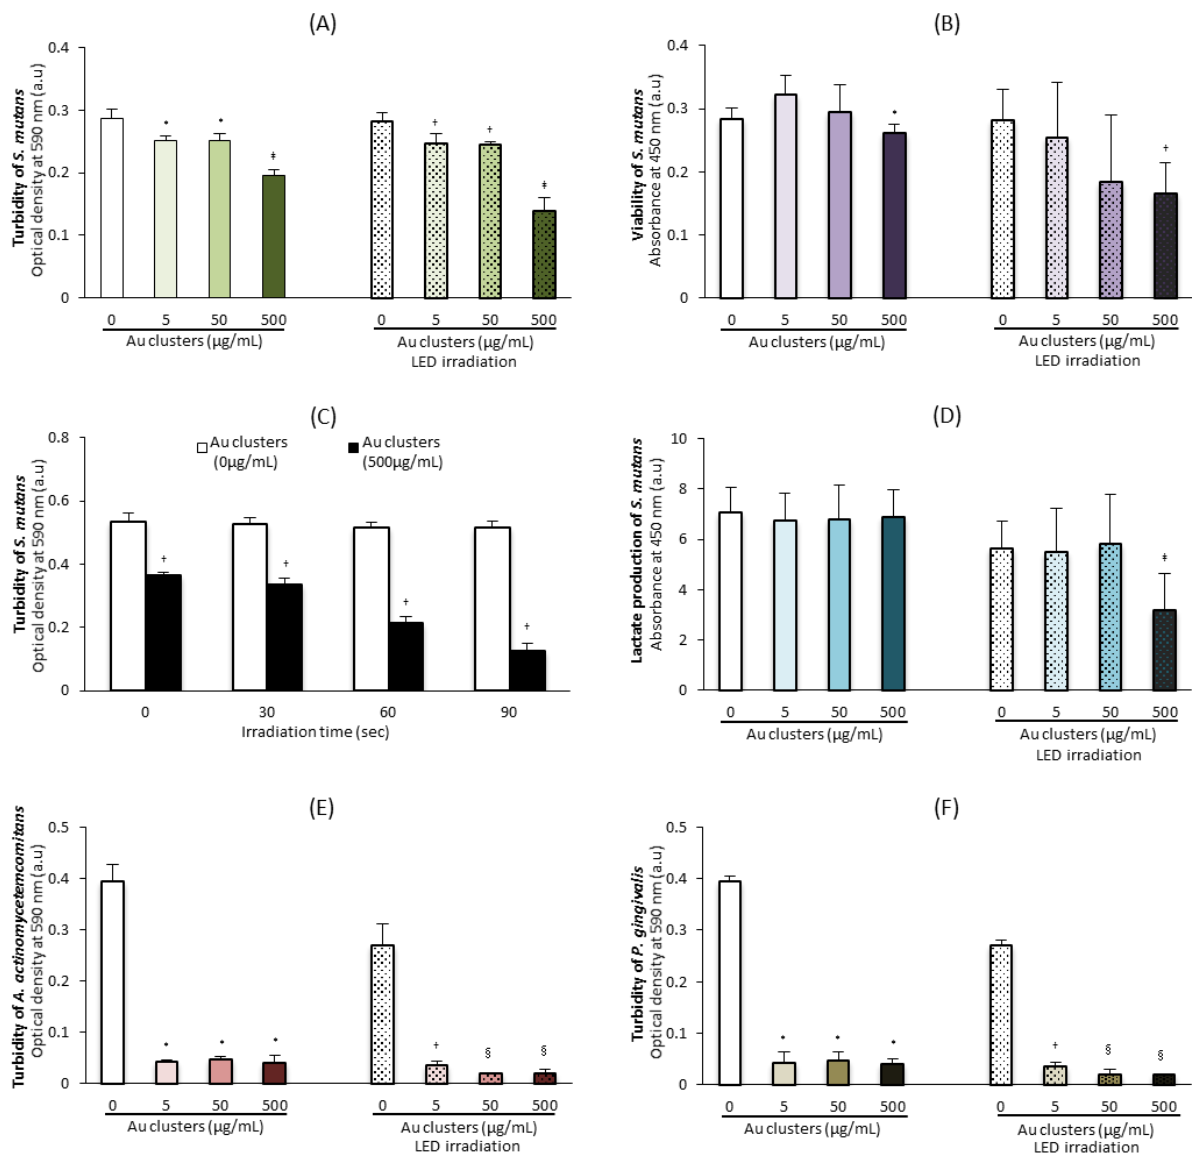 (A)
Turbidity of S. mutans
Optical density at 590 nm (a.u)
0.4
0.3
0.2
0.1
0
* * ‡ † † ‡
0 5 50 500 0 5 50 500
Au clusters (µg/mL)
Au clusters (µg/mL)
LED irradiation
(B)
Viability of S. mutans
Absorbance at 450 nm (a.u)
0.4
0.3
0.2
0.1
0
* †
0 5 50 500 0 5 50 500
Au clusters (µg/mL)
Au clusters (µg/mL)
LED irradiation
(C)
Turbidity of S. mutans
Optical density at 590 nm (a.u)
0.8
0.6
0.4
0.2
0
Au clusters
(0µg/mL)
Au clusters
(500µg/mL)
† † † †
0 30 60 90
Irradiation time (sec)
(D)
Lactate production of S. mutans
Absorbance at 450 nm (a.u)
10
8
6
4
2
0
‡
0 5 50 500 0 5 50 500
Au clusters (µg/mL)
Au clusters (µg/mL)
LED irradiation
(E)
Turbidity of A. actinomycetemcomitans
Optical density at 590 nm (a.u)
0.5
0.4
0.3
0.2
0.1
0
* * * † § §
0 5 50 500 0 5 50 500
Au clusters (µg/mL)
Au clusters (µg/mL)
LED irradiation
(F)
Turbidity of P. gingivalis
Optical density at 590 nm (a.u)
0.5
0.4
0.3
0.2
0.1
0
* * * † § §
0 5 50 500 0 5 50 500
Au clusters (µg/mL)
Au clusters (µg/mL)
LED irradiation